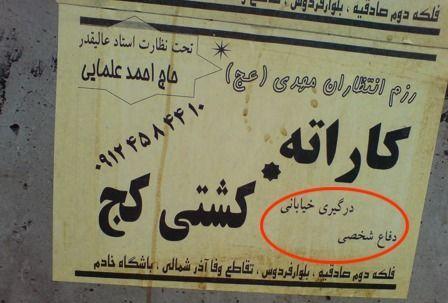 فلکه دوم صادقیه ، بلوارفردوس ،
تحت نظارت استاد عالیقدر
حاج احمد علمایی
رزم انتظاران مهدی (عج)
۰۹۱۲۴۵۸۴۴۱۰
کاراته
کشتی کج
درگیری خیابانی
دفاع شخصی
فلکه دوم صادقیه ، بلوارفردوس ، تقاطع وفا آذر شمالی ، باشگاه خادم